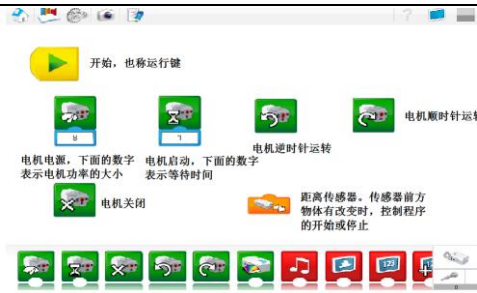 开始，也称运行键
电机电源，下面的数字
表示电机功率的大小
电机启动，下面的数字
表示等待时间
电机逆时针运转
电机顺时针运转
电机关闭
距离传感器。传感器前方
物体有改变时，控制程序
的开始或停止
123